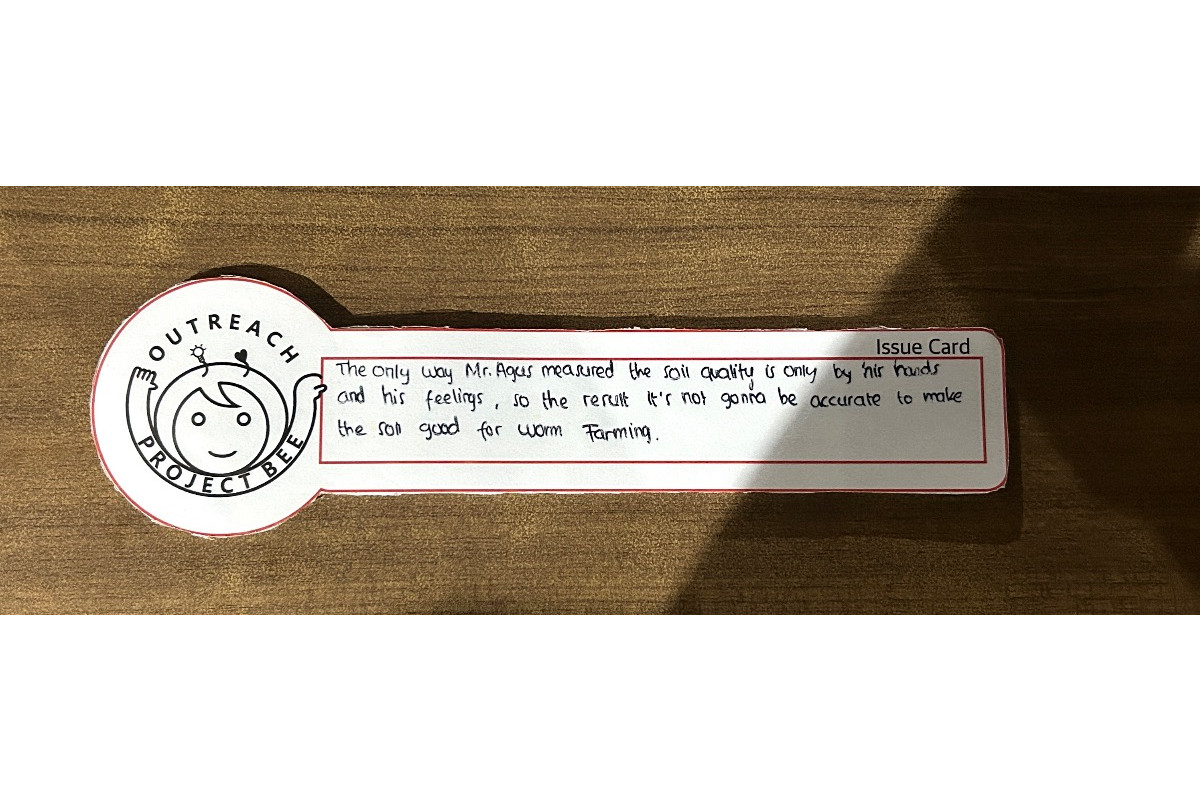 OUTREACH
PROJECT BEE
Issue Card
The only way Mr. Agus measured the soil quality is only by his hands
and his feelings, so the result it's not gonna be accurate to make
the soil good for worm Farming.